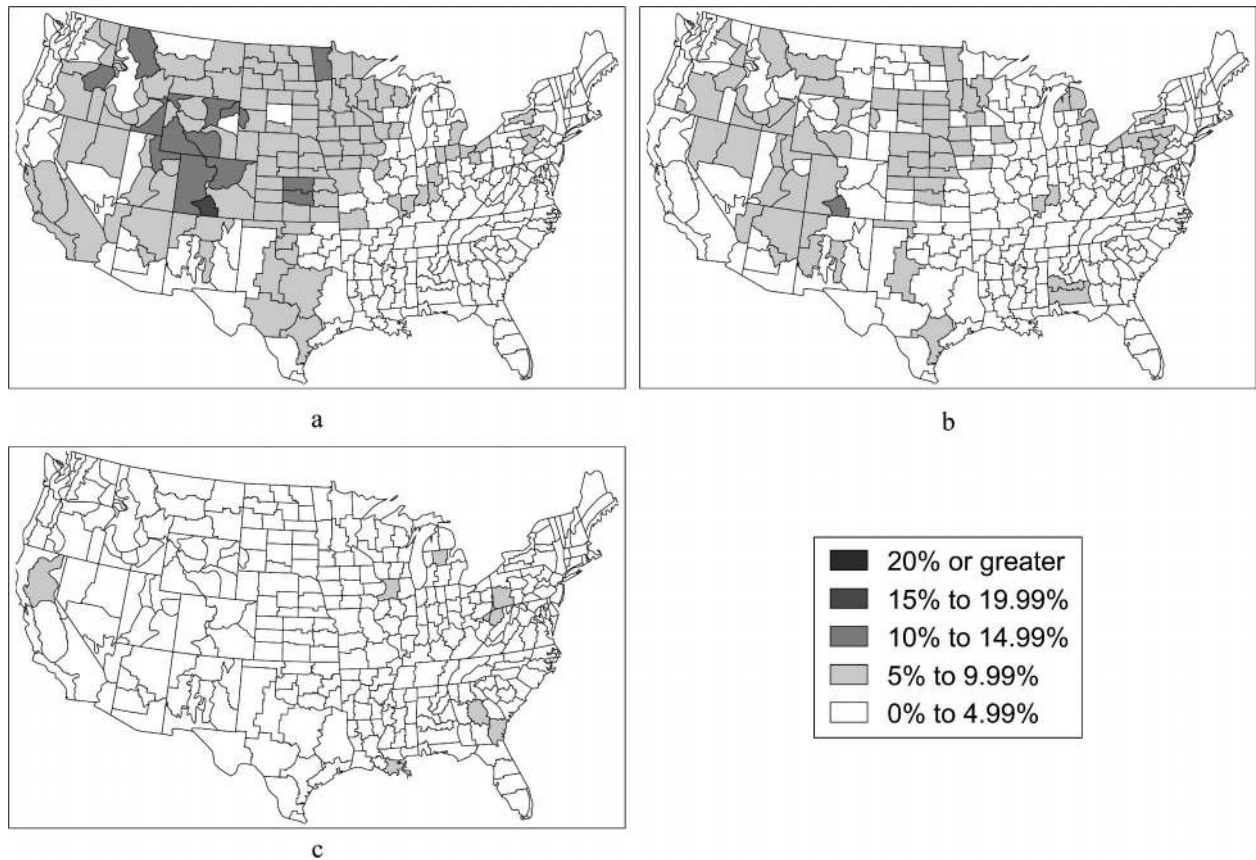 a
b
c
20% or greater
15% to 19.99%
10% to 14.99%
5% to 9.99%
0% to 4.99%